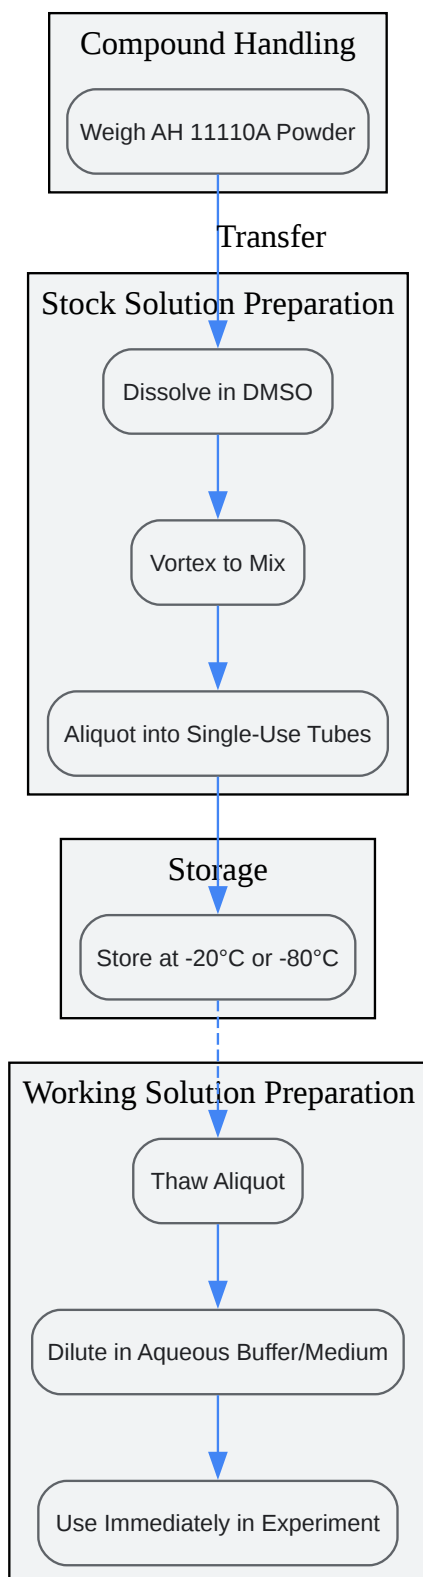 Compound Handling
Weigh AH 11110A Powder
Transfer
Stock Solution Preparation
Dissolve in DMSO
Vortex to Mix
Aliquot into Single-Use Tubes
Storage
Store at -20°C or -80°C
Working Solution Preparation
Thaw Aliquot
Dilute in Aqueous Buffer/Medium
Use Immediately in Experiment